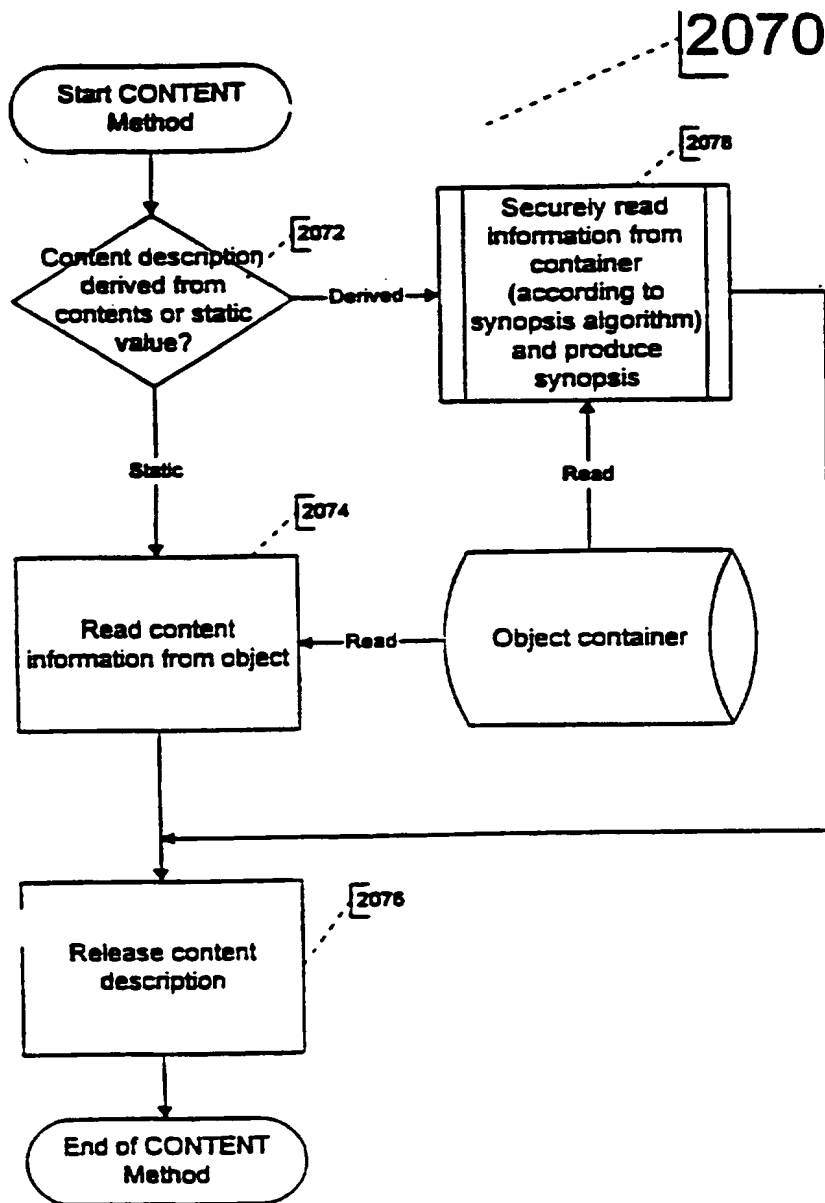 2070
Start CONTENT
Method
2078
Securely read
information from
container
(according to
synopsis algorithm)
and produce
synopsis
2072
Content description
derived from
contents or static
value?
Derived
Static
Read
2074
Read content
information from object
Read
Object container
2076
Release content
description
End of CONTENT
Method